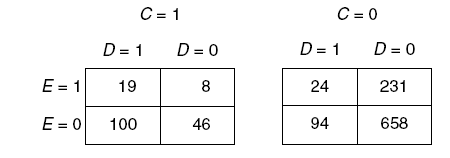 C = 1 C = 0
D = 1 D = 0 D = 1 D = 0
E = 1 19 8 24 231
E = 0 100 46 94 658